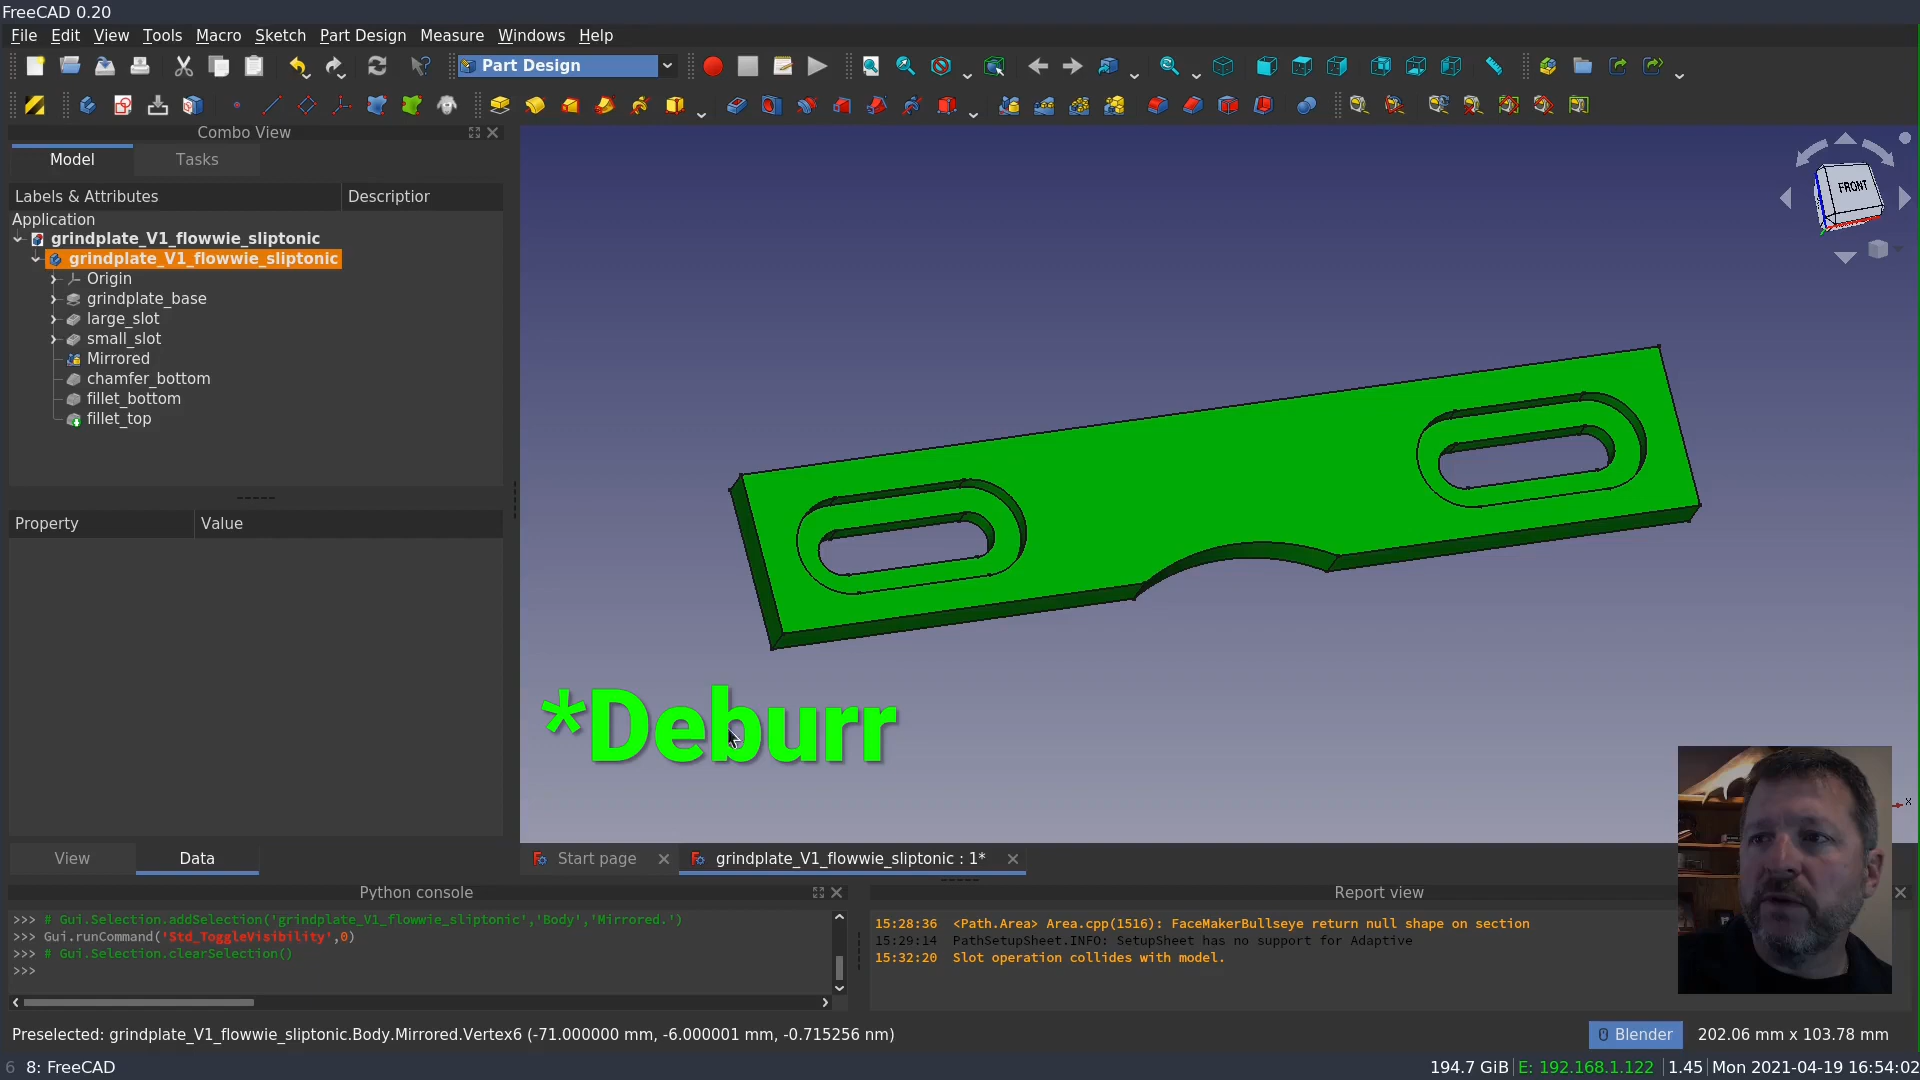 FreeCAD 0.20
File Edit View Tools Macro Sketch Part Design Measure Windows Help
Part Design
Combo View
Model Tasks
Labels & Attributes Descriptior
Application
grindplate_V1_flowwie_sliptonic
grindplate_V1_flowwie_sliptonic
Origin
grindplate_base
large_slot
small_slot
Mirrored
chamfer_bottom
fillet_bottom
fillet_top
Property Value
FRONT
*Deburr
x
View Data
Start page grindplate_V1_flowwie_sliptonic : 1*
Python console
>>> # Gui.Selection.addSelection('grindplate_V1_flowwie_sliptonic','Body','Mirrored.')
>>> Gui.runCommand('Std_ToggleVisibility',0)
>>> # Gui.Selection.clearSelection()
>>>
Report view
15:28:36 <Path.Area> Area.cpp(1516): FaceMakerBullseye return null shape on section
15:29:14 PathSetupSheet.INFO: SetupSheet has no support for Adaptive
15:32:20 Slot operation collides with model.
Preselected: grindplate_V1_flowwie_sliptonic.Body.Mirrored.Vertex6 (-71.000000 mm, -6.000001 mm, -0.715256 nm)
Blender 202.06 mm x 103.78 mm
6 8: FreeCAD
194.7 GiB E: 192.168.1.122 1.45 Mon 2021-04-19 16:54:02